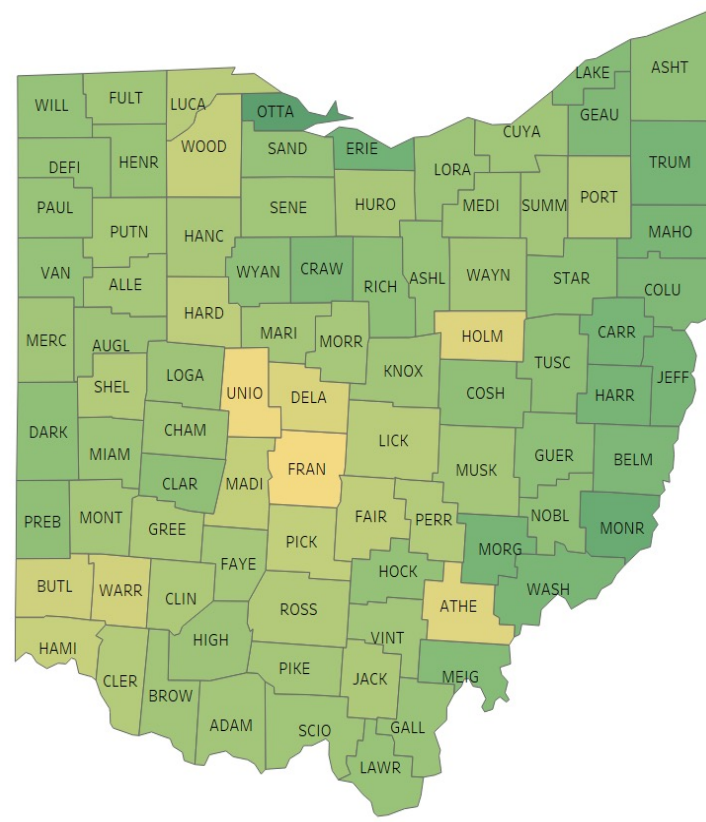 ASHT
LAKE
WILL
FULT
LUCA
OTTA
GEAU
CUYA
WOOD
SAND
ERIE
HENR
DEFI
LORA
TRUM
PAUL
SENE
HURO
MEDI
SUMM
PORT
PUTN
HANC
MAHO
VAN
ALLE
WYAN
CRAW
RICH
ASHL
WAYN
STAR
COLU
HARD
MERC
AUGL
MARI
MORR
HOLM
CARR
TUSC
LOGA
KNOX
JEFF
SHEL
UNIO
DELA
COSH
HARR
DARK
CHAM
LICK
MIAM
GUER
BELM
FRAN
MUSK
CLAR
MADI
PREB
MONT
GREE
FAIR
PERR
NOBL
MONR
PICK
MORG
FAYE
HOCK
BUTL
WARR
WASH
CLIN
ROSS
ATHE
HIGH
VINT
HAMI
PIKE
CLER
JACK
MEIG
BROW
ADAM
SCIO
GALL
LAWR